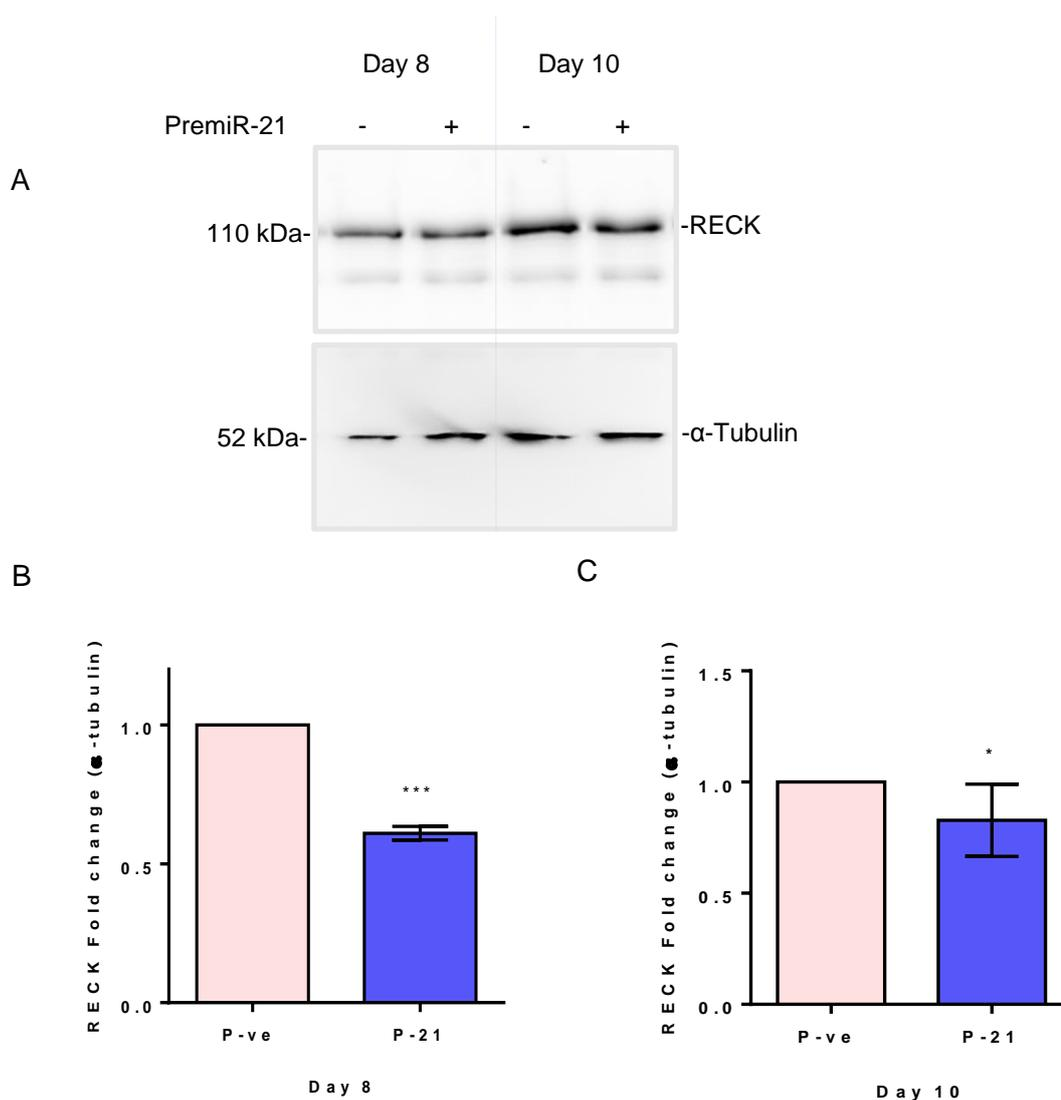 Day 8 Day 10
PremiR-21 - + - +
A
110 kDa- -RECK
52 kDa- -α-Tubulin
B C
RECK Fold change ( -tubulin)
1.0
0.5
0.0
***
P-ve P-21
Day 8
RECK Fold change ( -tubulin)
1.5
1.0
0.5
0.0
*
P-ve P-21
Day 10